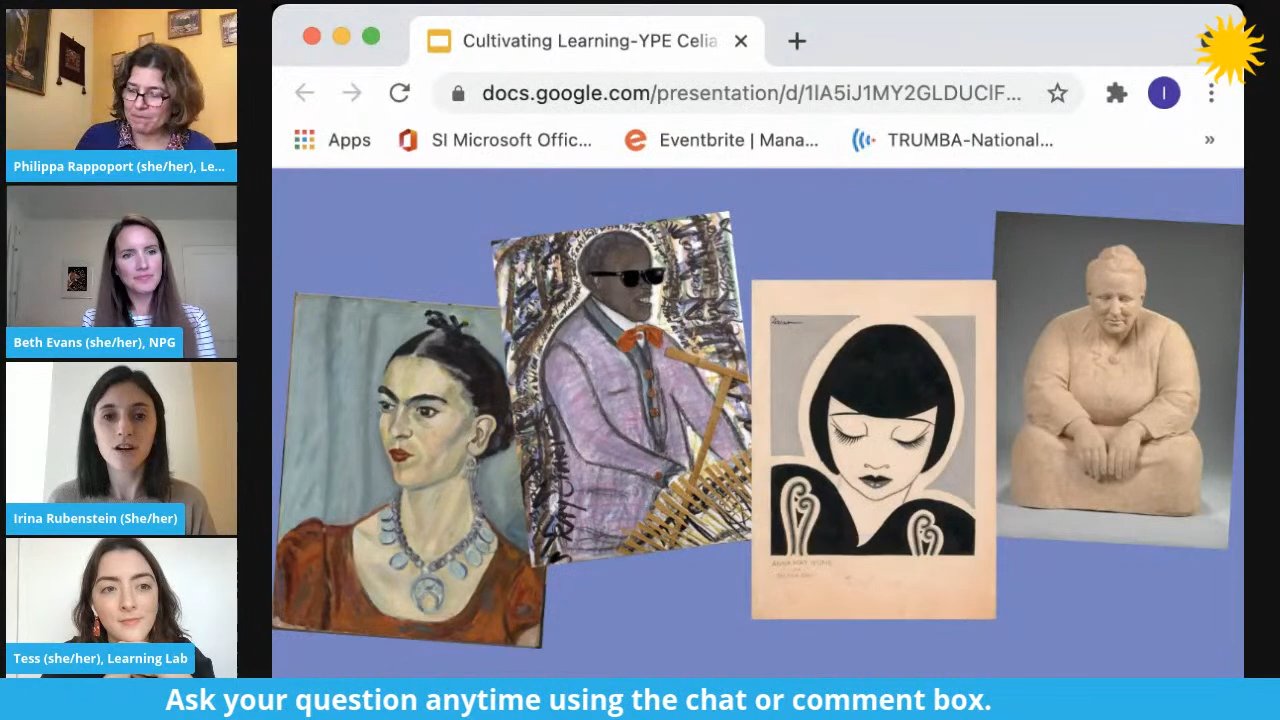 Philippa Rappoport (she/her), Le...
Beth Evans (she/her), NPG
Irina Rubenstein (She/her)
Tess (she/her), Learning Lab
Cultivating Learning-YPE Celia
docs.google.com/presentation/d/1IA5iJ1MY2GLDUClF...
I
Apps
SI Microsoft Offic...
Eventbrite | Mana...
TRUMBA-National...
»
ANNA MAY WONG
Ask your question anytime using the chat or comment box.